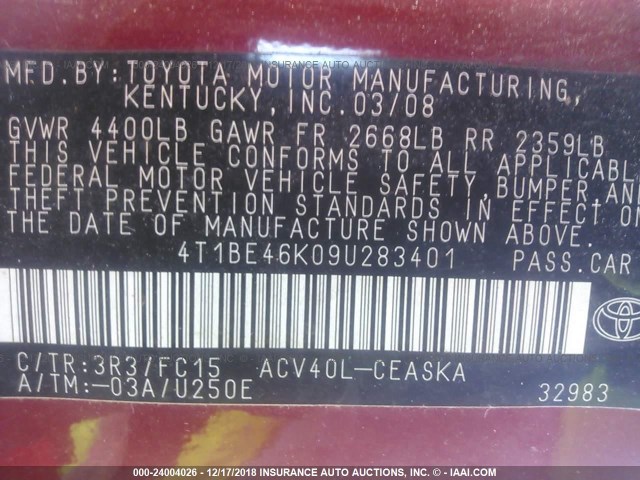 MFD. BY: TOYOTA MOTOR MANUFACTURING,
KENTUCKY, INC. 03/08
GVWR 4400LB GAWR FR 2668LB RR 2359LB
THIS VEHICLE CONFORMS TO ALL APPLICABLE
FEDERAL MOTOR VEHICLE SAFETY, BUMPER, AND
THEFT PREVENTION STANDARDS IN EFFECT
THE DATE OF MANUFACTURE SHOWN ABOVE.
4T1BE46K09U283401 PASS.CAR
C/TR:3R3/FC15 ACV40L-CEASKA
A/TM:-03A/U250E 32983
000-24004026 - 12/17/2018 - INSURANCE AUTO AUCTIONS, INC. - IAAI.COM